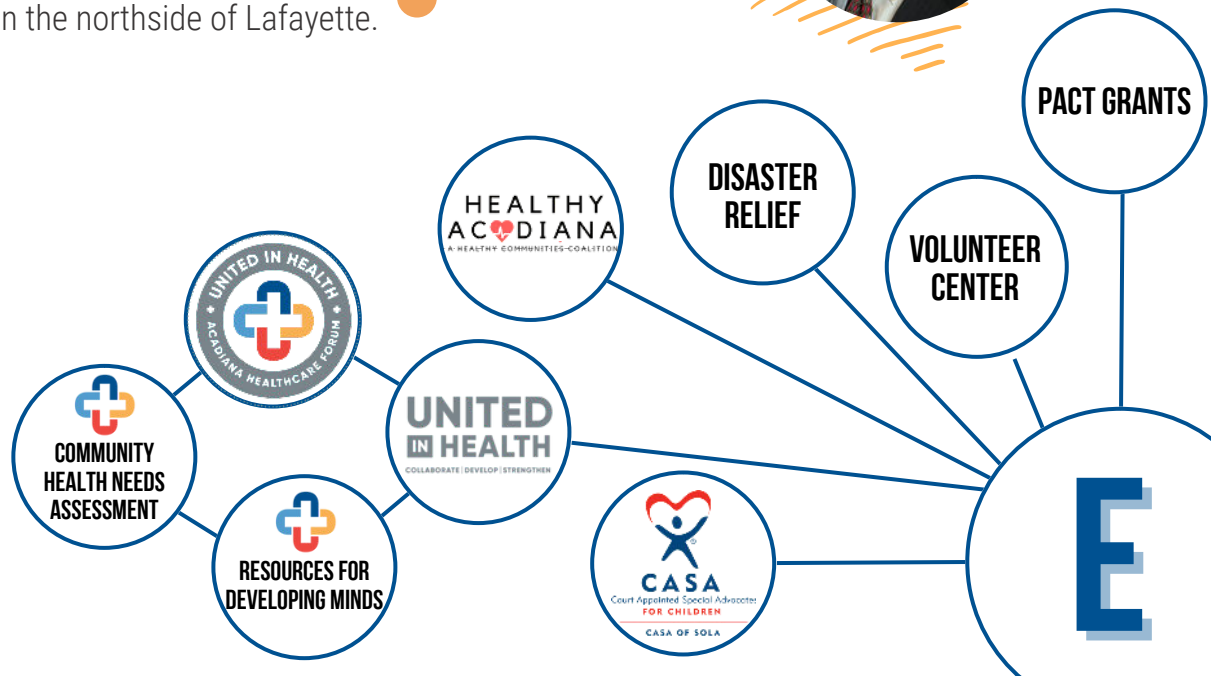 n the northside of Lafayette.
PACT GRANTS
DISASTER
RELIEF
HEALTHY
ACADIANA
A HEALTHY COMMUNITIES COALITION
VOLUNTEER
CENTER
UNITED IN HEALTH
ACADIANA HEALTHCARE FORUM
UNITED
IN HEALTH
COLLABORATE | DEVELOP | STRENGTHEN
COMMUNITY
HEALTH NEEDS
ASSESSMENT
RESOURCES FOR
DEVELOPING MINDS
CASA
Court Appointed Special Advocates
FOR CHILDREN
CASA OF SOLA
E